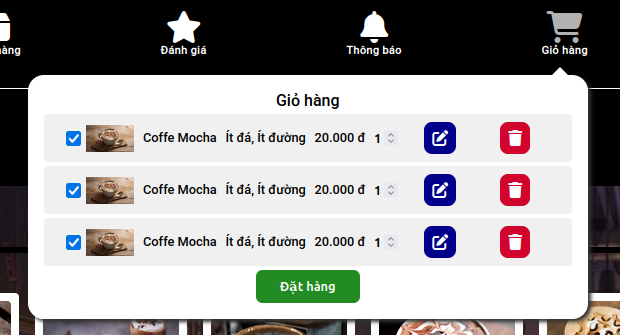 àng
Đánh giá
Thông báo
Giỏ hàng
Giỏ hàng
Coffe Mocha Ít đá, Ít đường 20.000 đ 1
Coffe Mocha Ít đá, Ít đường 20.000 đ 1
Coffe Mocha Ít đá, Ít đường 20.000 đ 1
Đặt hàng